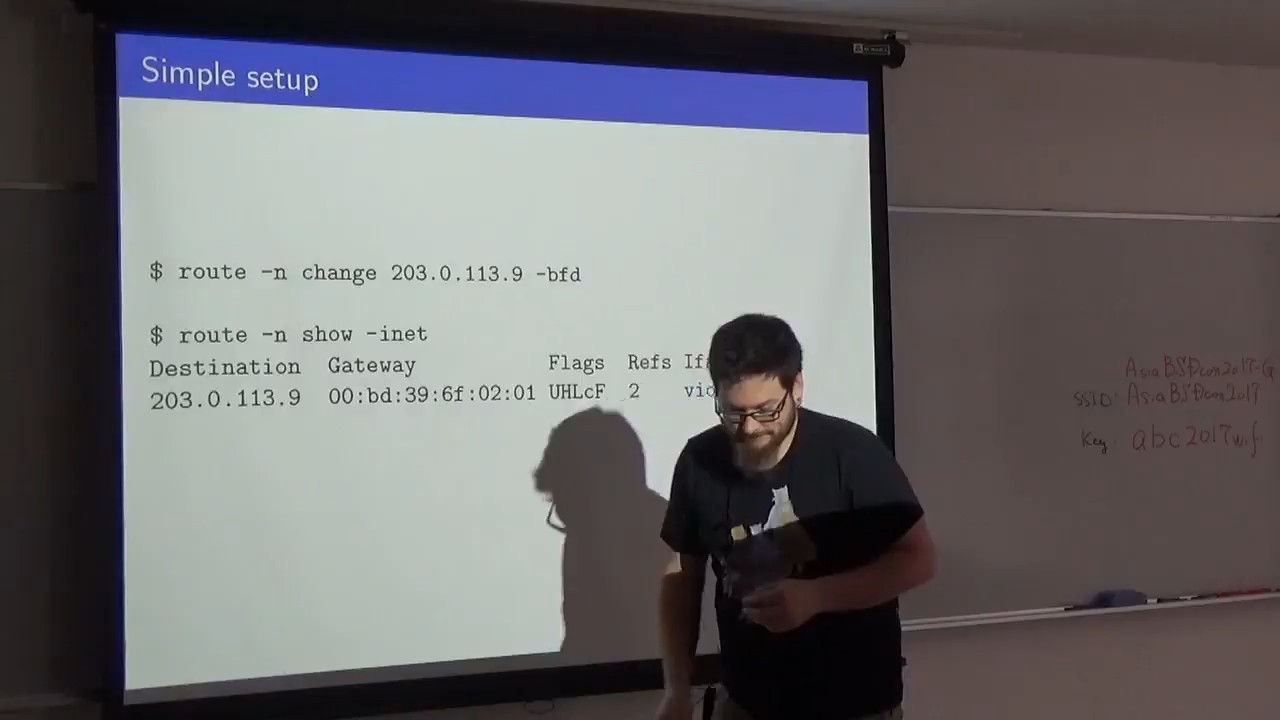 Simple setup
$ route -n change 203.0.113.9 -bfd
$ route -n show -inet
Destination Gateway Flags Refs
203.0.113.9 00:bd:39:6f:02:01 UHLcF 2
AsiaBSDcon2017-G
SSID: AsiaBSDcon2017
Key: abc2017wifi